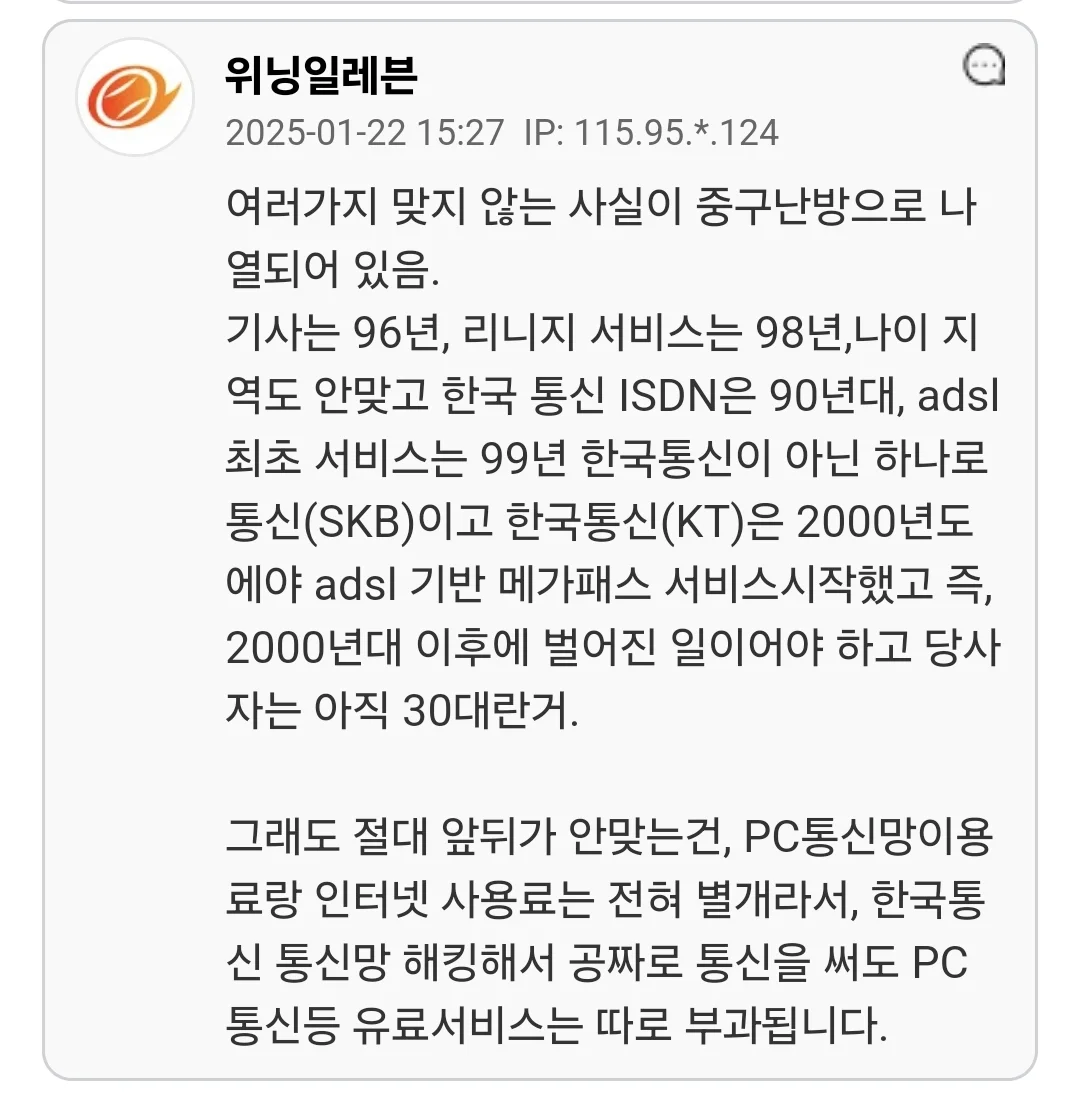 위닝일레븐
2025-01-22 15:27 IP: 115.95.*.124
여러가지 맞지 않는 사실이 중구난방으로 나
열되어 있음.
기사는 96년, 리니지 서비스는 98년,나이 지
역도 안맞고 한국 통신 ISDN은 90년대, adsl
최초 서비스는 99년 한국통신이 아닌 하나로
통신(SKB)이고 한국통신(KT)은 2000년도
에야 adsl 기반 메가패스 서비스시작했고 즉,
2000년대 이후에 벌어진 일이어야 하고 당사
자는 아직 30대란거.
그래도 절대 앞뒤가 안맞는건, PC통신망이용
료랑 인터넷 사용료는 전혀 별개라서, 한국통
신 통신망 해킹해서 공짜로 통신을 써도 PC
통신등 유료서비스는 따로 부과됩니다.